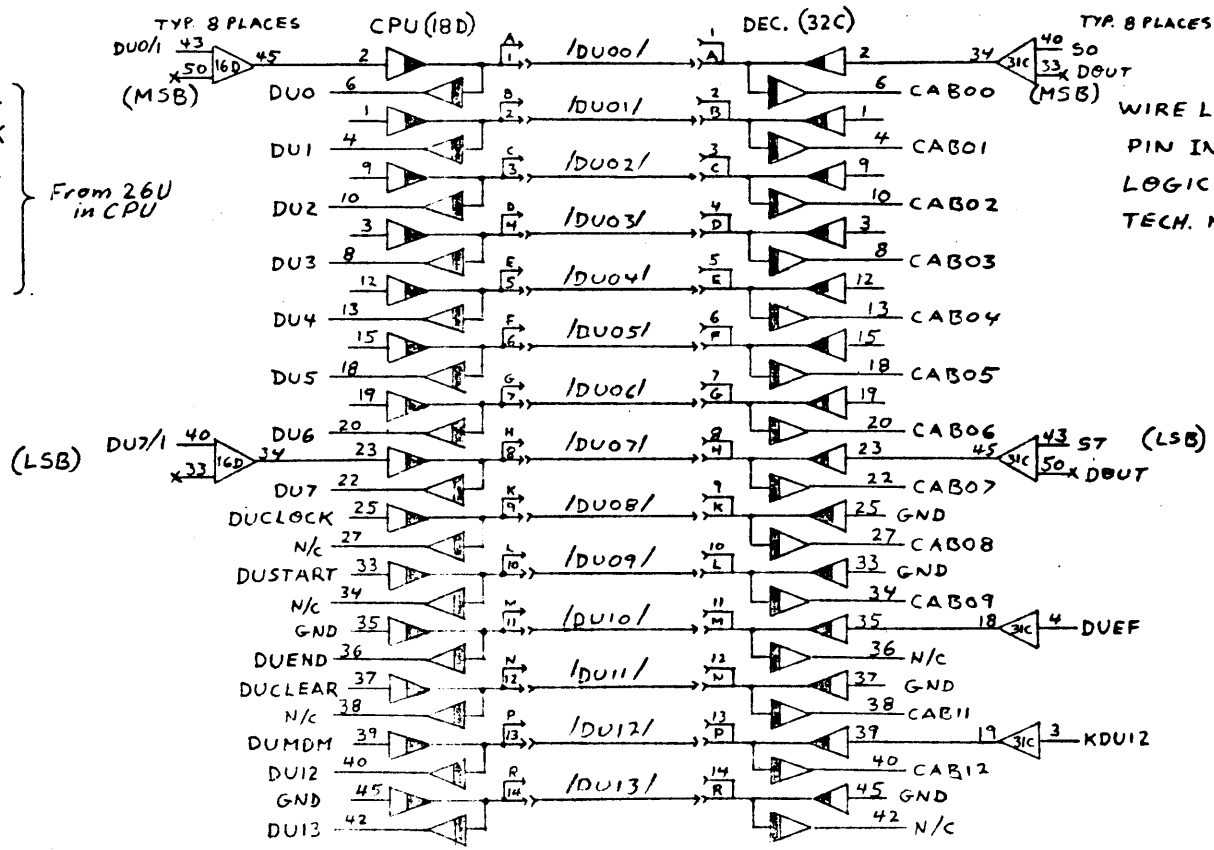 TYP. 8 PLACES CPU (18D) DEC. (32C) TYP. 8 PLACES
DU0/1 43 16D 45 2 A 1 /DU00/ 1 A 2 34 31C 40 S0
50 33 DOUT
(MSB) DU0 6 6 CAB00 (MSB)
1 B 2 /DU01/ 2 B 1 WIRE L
DU1 4 4 CAB01 PIN IN
9 C 3 /DU02/ 3 C 9
From 26U DU2 10 10 CAB02 LOGIC
in CPU
3 D 4 /DU03/ 4 D 3 TECH.
DU3 8 8 CAB03
12 E 5 /DU04/ 5 E 12
DU4 13 13 CAB04
15 F 6 /DU05/ 6 F 15
DU5 18 18 CAB05
19 G 7 /DU06/ 7 G 19
DU6 20 20 CAB06
(LSB) DU7/1 40 16D 34 23 H 8 /DU07/ 8 H 23 45 31C 43 S7 (LSB)
33 50 DOUT
DU7 22 22 CAB07
DUCLOCK 25 K 9 /DU08/ 9 K 25 GND
N/C 27 27 CAB08
DUSTART 33 L 10 /DU09/ 10 L 33 GND
N/C 34 34 CAB09
GND 35 M 11 /DU10/ 11 M 35 18 31C 4 DUEF
DUEND 36 36 N/C
DUCLEAR 37 N 12 /DU11/ 12 N 37 GND
N/C 38 38 CAB11
DUMDM 39 P 13 /DU12/ 13 P 39 19 31C 3 KDU12
DU12 40 40 CAB12
GND 45 R 14 /DU13/ 14 R 45 GND
DU13 42 42 N/C